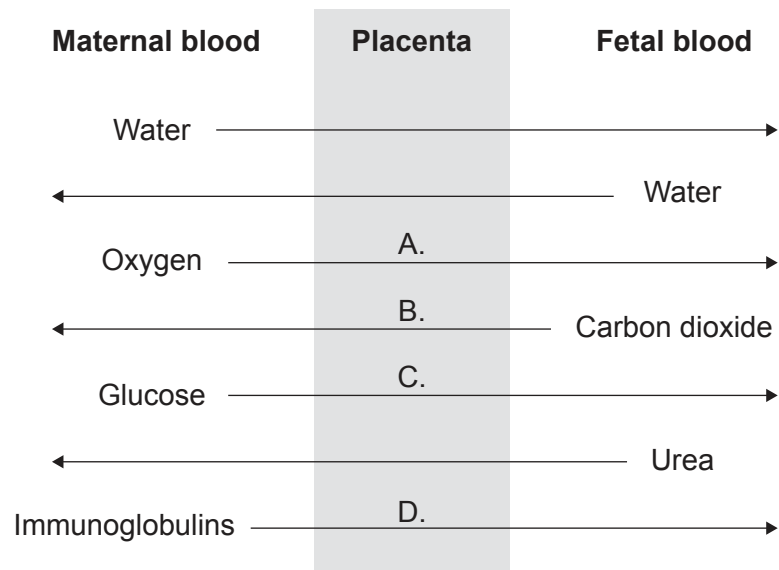 Maternal blood Placenta Fetal blood
Water
Water
A.
Oxygen
B.
Carbon dioxide
C.
Glucose
Urea
D.
Immunoglobulins